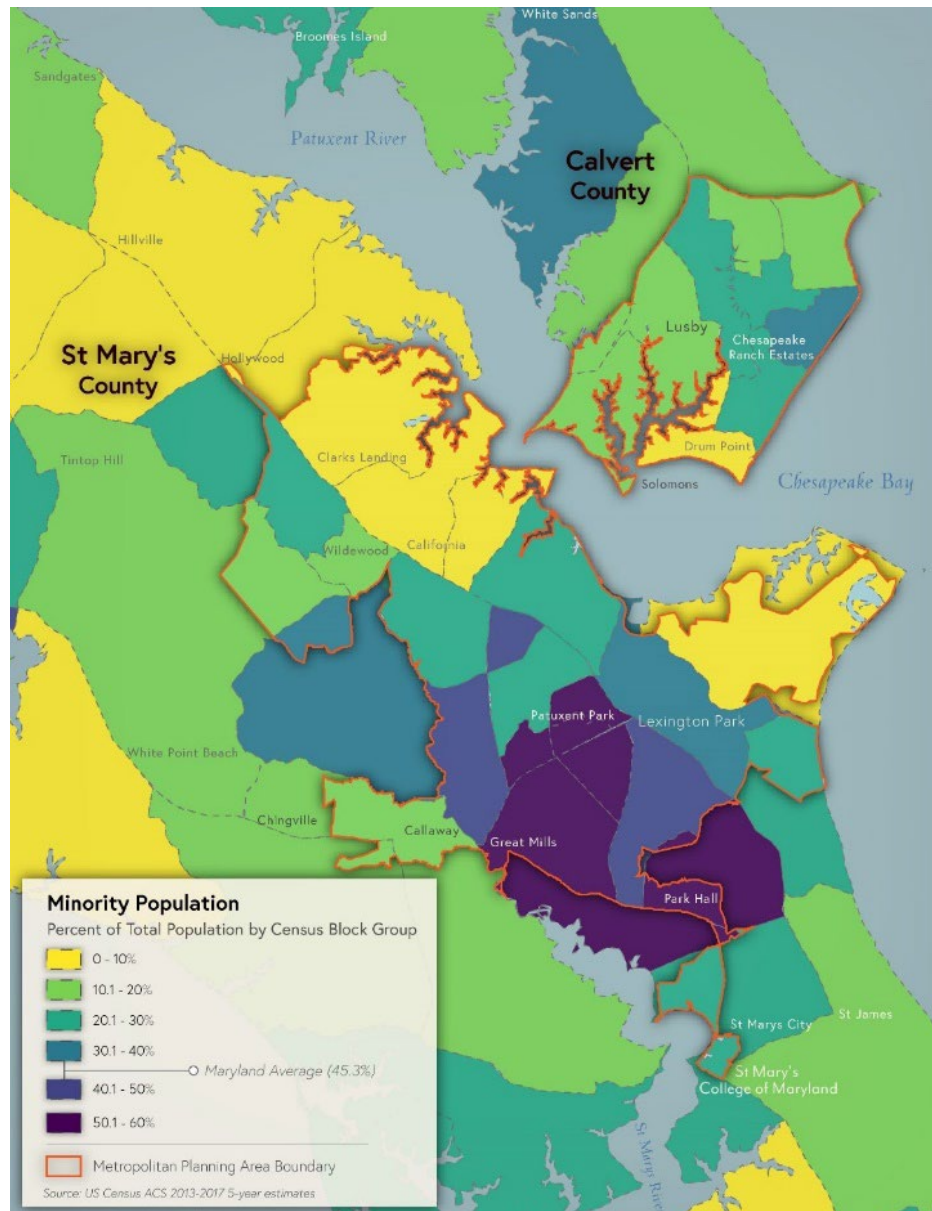 White Sands
Broomes Island
Sandgates
Patuxent River
Calvert
County
Hillville
Lusby
St Mary's
County
Hollywood
Chesapeake
Ranch Estates
Tintop Hill
Clarks Landing
Drum Point
Solomons
Chesapeake Bay
Wildewood
California
Patuxent Park
Lexington Park
White Point Beach
Chingville
Callaway
Great Mills
Park Hall
St James
St Marys City
St Mary's
College of Maryland
St Marys River
Minority Population
Percent of Total Population by Census Block Group
0 - 10%
10.1 - 20%
20.1 - 30%
30.1 - 40%
Maryland Average (45.3%)
40.1 - 50%
50.1 - 60%
Metropolitan Planning Area Boundary
Source: US Census ACS 2013-2017 5-year estimates